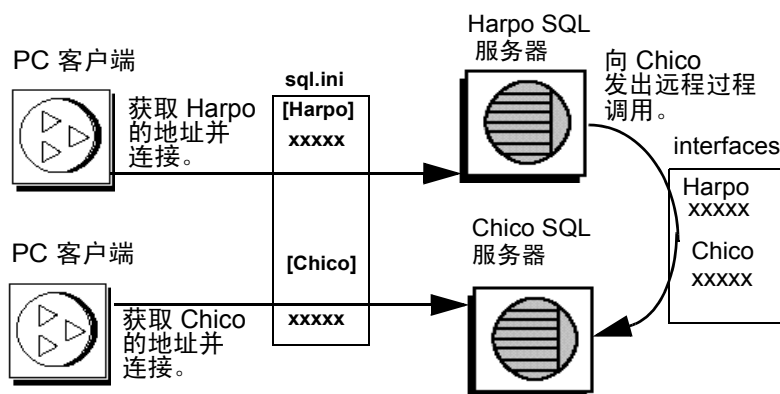 Harpo SQL
服务器
PC 客户端
sql.ini
获取 Harpo
的地址并
连接。
[Harpo]
xxxxx
向 Chico
发出远程过程
调用。
interfaces
Harpo
xxxxx
Chico
xxxxx
PC 客户端
[Chico]
xxxxx
Chico SQL
服务器
获取 Chico
的地址并
连接。